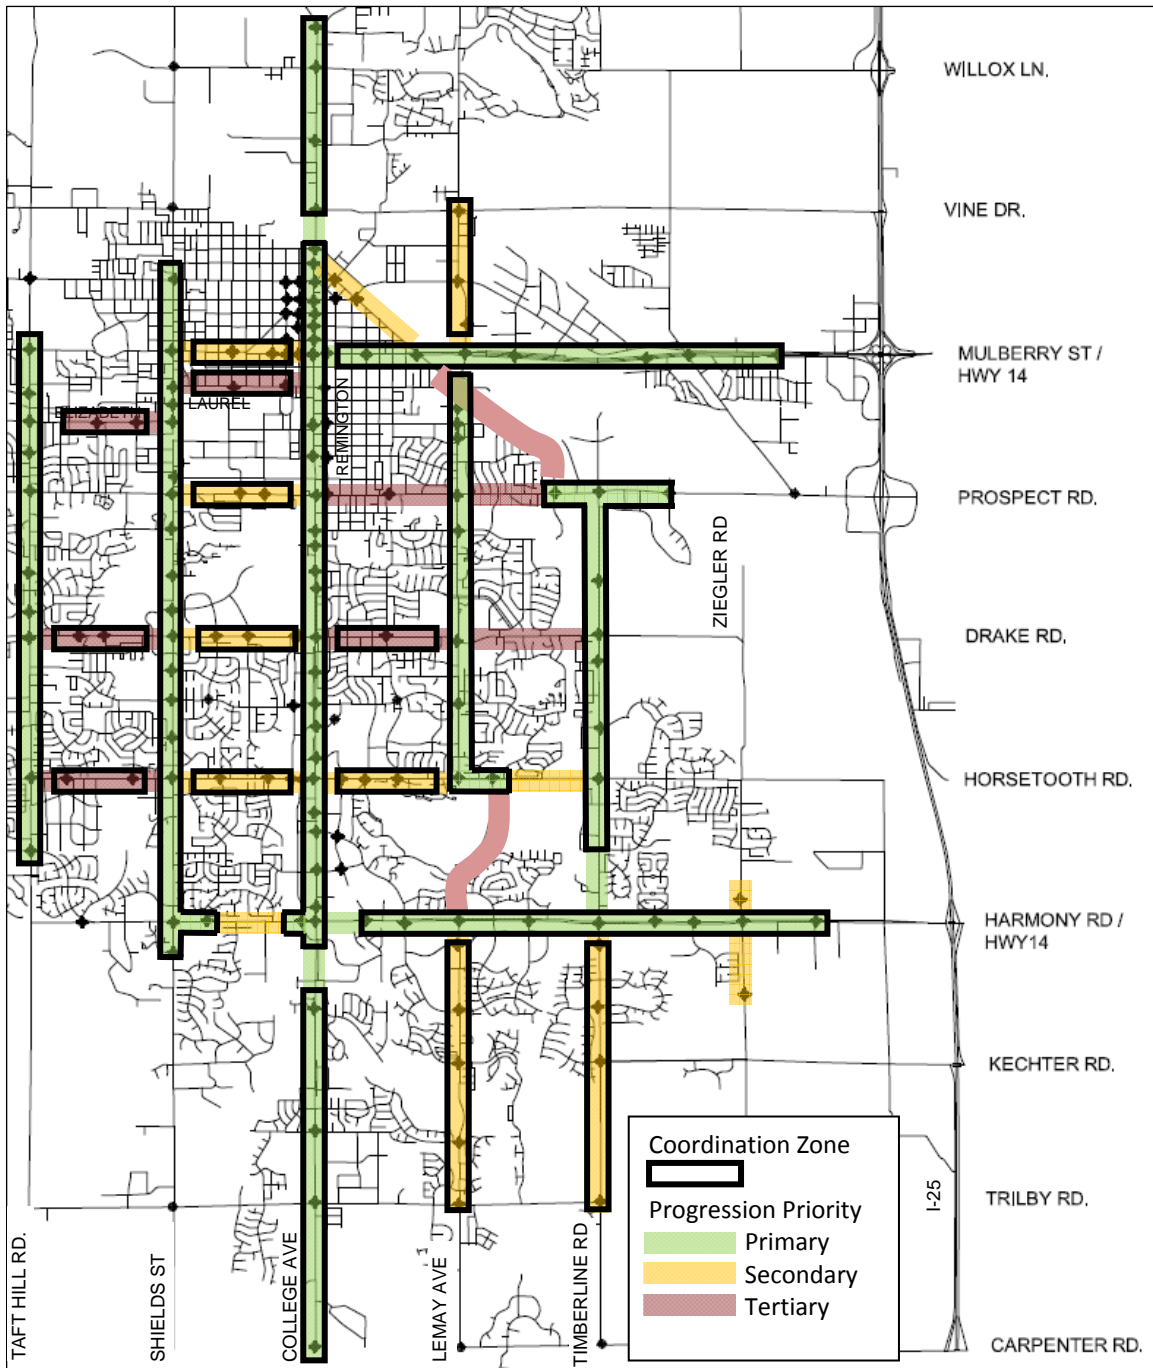 WILLOX LN.
VINE DR.
MULBERRY ST /
HWY 14
ELIZABETH
LAUREL
REMINGTON
PROSPECT RD.
ZIEGLER RD
DRAKE RD.
HORSETOOTH RD.
HARMONY RD /
HWY14
KECHTER RD.
Coordination Zone
Progression Priority
Primary
Secondary
Tertiary
I-25
TRILBY RD.
TAFT HILL RD.
SHIELDS ST
COLLEGE AVE
LEMAY AVE
TIMBERLINE RD
CARPENTER RD.